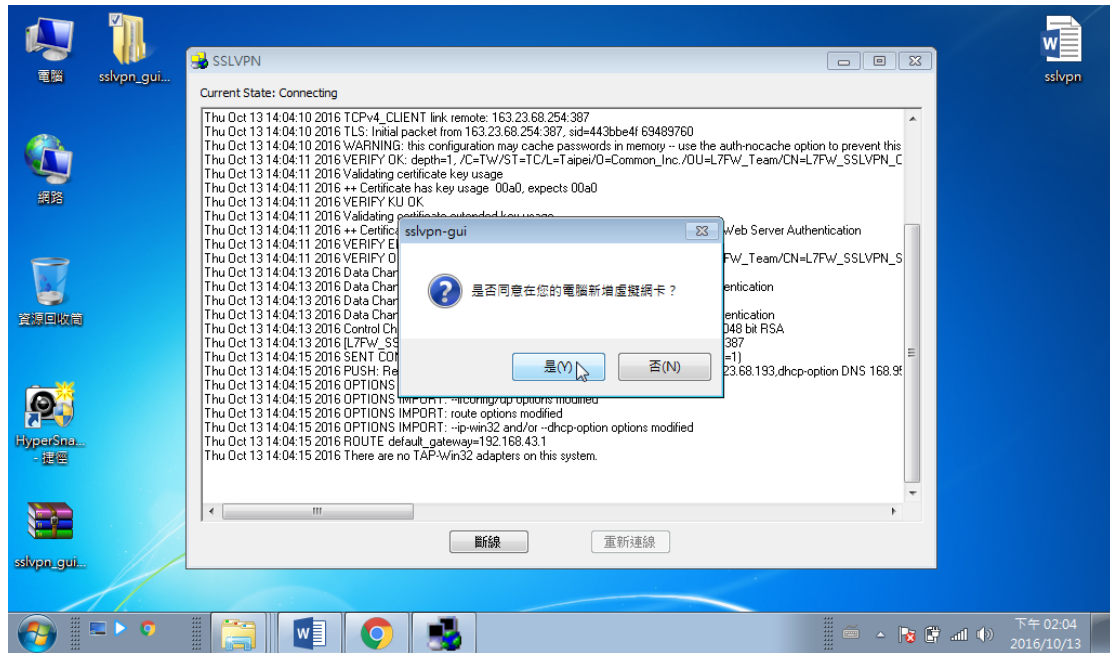 電腦
sslvpn_gui...
網路
資源回收筒
HyperSna...
- 捷徑
sslvpn_gui...
sslvpn
SSLVPN
Current State: Connecting
Thu Oct 13 14:04:10 2016 TCPv4_CLIENT link remote: 163.23.68.254:387
Thu Oct 13 14:04:10 2016 TLS: Initial packet from 163.23.68.254:387, sid=443bbe4f 69489760
Thu Oct 13 14:04:10 2016 WARNING: this configuration may cache passwords in memory -- use the auth-nocache option to prevent this
Thu Oct 13 14:04:11 2016 VERIFY OK: depth=1, /C=TW/ST=TC/L=Taipei/O=Common_Inc./OU=L7FW_Team/CN=L7FW_SSLVPN_C
Thu Oct 13 14:04:11 2016 Validating certificate key usage
Thu Oct 13 14:04:11 2016 ++ Certificate has key usage 00a0, expects 00a0
Thu Oct 13 14:04:11 2016 VERIFY KU OK
Thu Oct 13 14:04:11 2016 Validating certificate extended key usage
Thu Oct 13 14:04:11 2016 ++ Certifica Web Server Authentication
Thu Oct 13 14:04:11 2016 VERIFY E
Thu Oct 13 14:04:11 2016 VERIFY O FW_Team/CN=L7FW_SSLVPN_S
Thu Oct 13 14:04:13 2016 Data Char
Thu Oct 13 14:04:13 2016 Data Char entication
Thu Oct 13 14:04:13 2016 Data Char
Thu Oct 13 14:04:13 2016 Data Char entication
Thu Oct 13 14:04:13 2016 Control Ch 048 bit RSA
Thu Oct 13 14:04:13 2016 [L7FW_SS 387
Thu Oct 13 14:04:15 2016 SENT CON =1)
Thu Oct 13 14:04:15 2016 PUSH: Re 23.68.193,dhcp-option DNS 168.95
Thu Oct 13 14:04:15 2016 OPTIONS
Thu Oct 13 14:04:15 2016 OPTIONS IMPORT: --ifconfig/up options modified
Thu Oct 13 14:04:15 2016 OPTIONS IMPORT: route options modified
Thu Oct 13 14:04:15 2016 OPTIONS IMPORT: --ip-win32 and/or --dhcp-option options modified
Thu Oct 13 14:04:15 2016 ROUTE default_gateway=192.168.43.1
Thu Oct 13 14:04:15 2016 There are no TAP-Win32 adapters on this system.
sslvpn-gui
是否同意在您的電腦新增虛擬網卡？
是(Y)
否(N)
斷線
重新連線
下午 02:04
2016/10/13